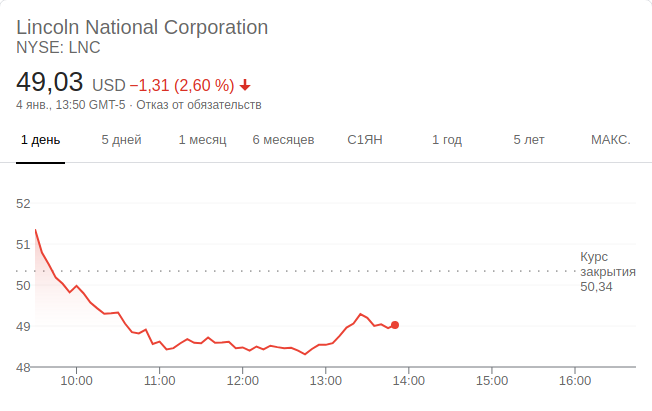 Lincoln National Corporation
NYSE: LNC
49,03 USD −1,31 (2,60 %)
4 янв., 13:50 GMT-5 · Отказ от обязательств
1 день 5 дней 1 месяц 6 месяцев С1ЯН 1 год 5 лет МАКС.
52
51
Курс
закрытия
50,34
50
49
48
10:00 11:00 12:00 13:00 14:00 15:00 16:00